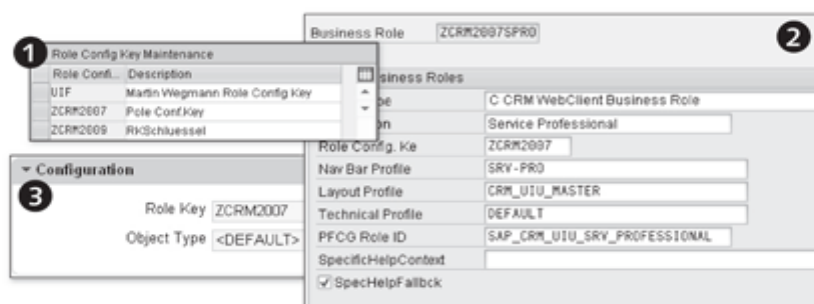 1
Role Config Key Maintenance
Role Confi... Description
UIF Martin Wegmann Role Config Key
ZCRM2007 Pole Conf.Key
ZCRM2009 RKSchluessel
2
Business Role ZCRM2007SPRO
siness Roles
pe C CRM WebClient Business Role
on Service Professional
Role Config. Ke ZCRM2007
Nav Bar Profile SRV-PRO
Layout Profile CRM_UIU_MASTER
Technical Profile DEFAULT
PFCG Role ID SAP_CRM_UIU_SRV_PROFESSIONAL
SpecificHelpContext
SpecHelpFallbck
3
Configuration
Role Key ZCRM2007
Object Type <DEFAULT>